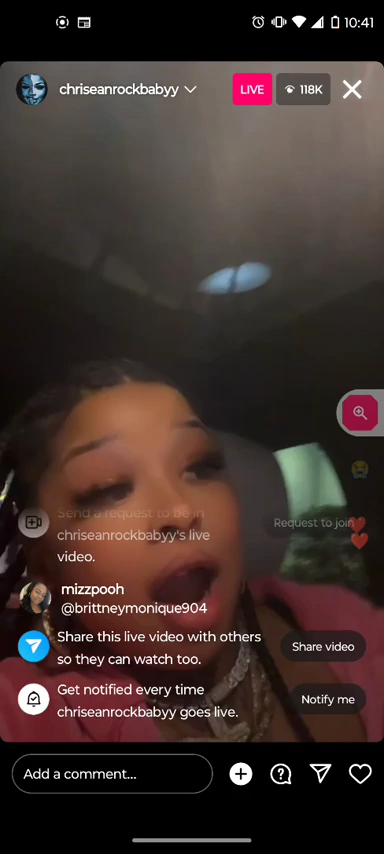 10:41
chriseanrockbabyy
LIVE
118K
Send a request to be in
chriseanrockbabyy's live
video.
Request to join
mizzpooh
@brittneymonique904
Share this live video with others
so they can watch too.
Share video
Get notified every time
chriseanrockbabyy goes live.
Notify me
Add a comment...